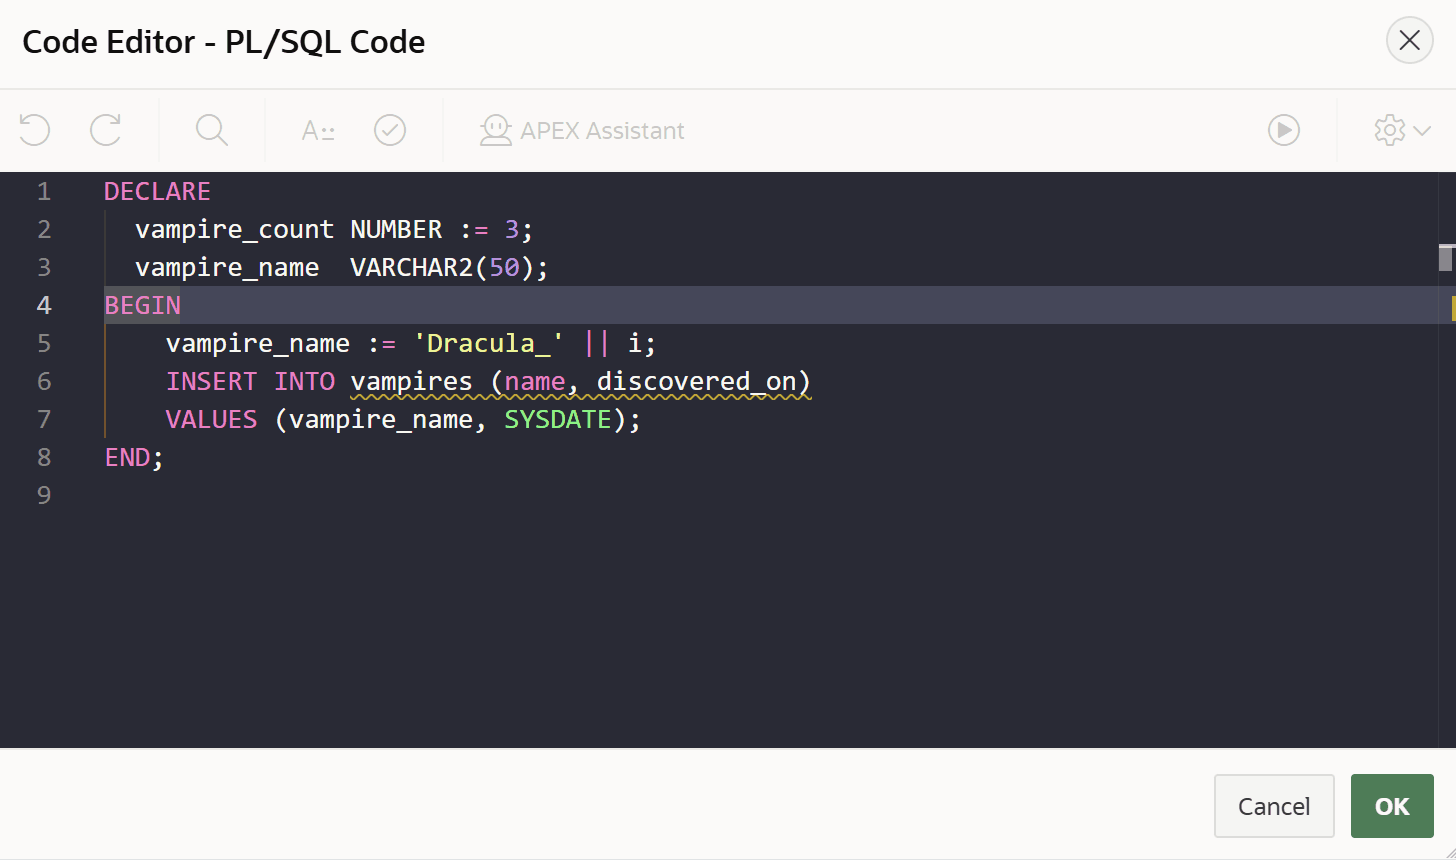 Code Editor - PL/SQL Code
A
APEX Assistant
1 DECLARE
2   vampire_count NUMBER := 3;
3   vampire_name  VARCHAR2(50);
4 BEGIN
5     vampire_name := 'Dracula_' || i;
6     INSERT INTO vampires (name, discovered_on)
7     VALUES (vampire_name, SYSDATE);
8 END;
9
Cancel
OK